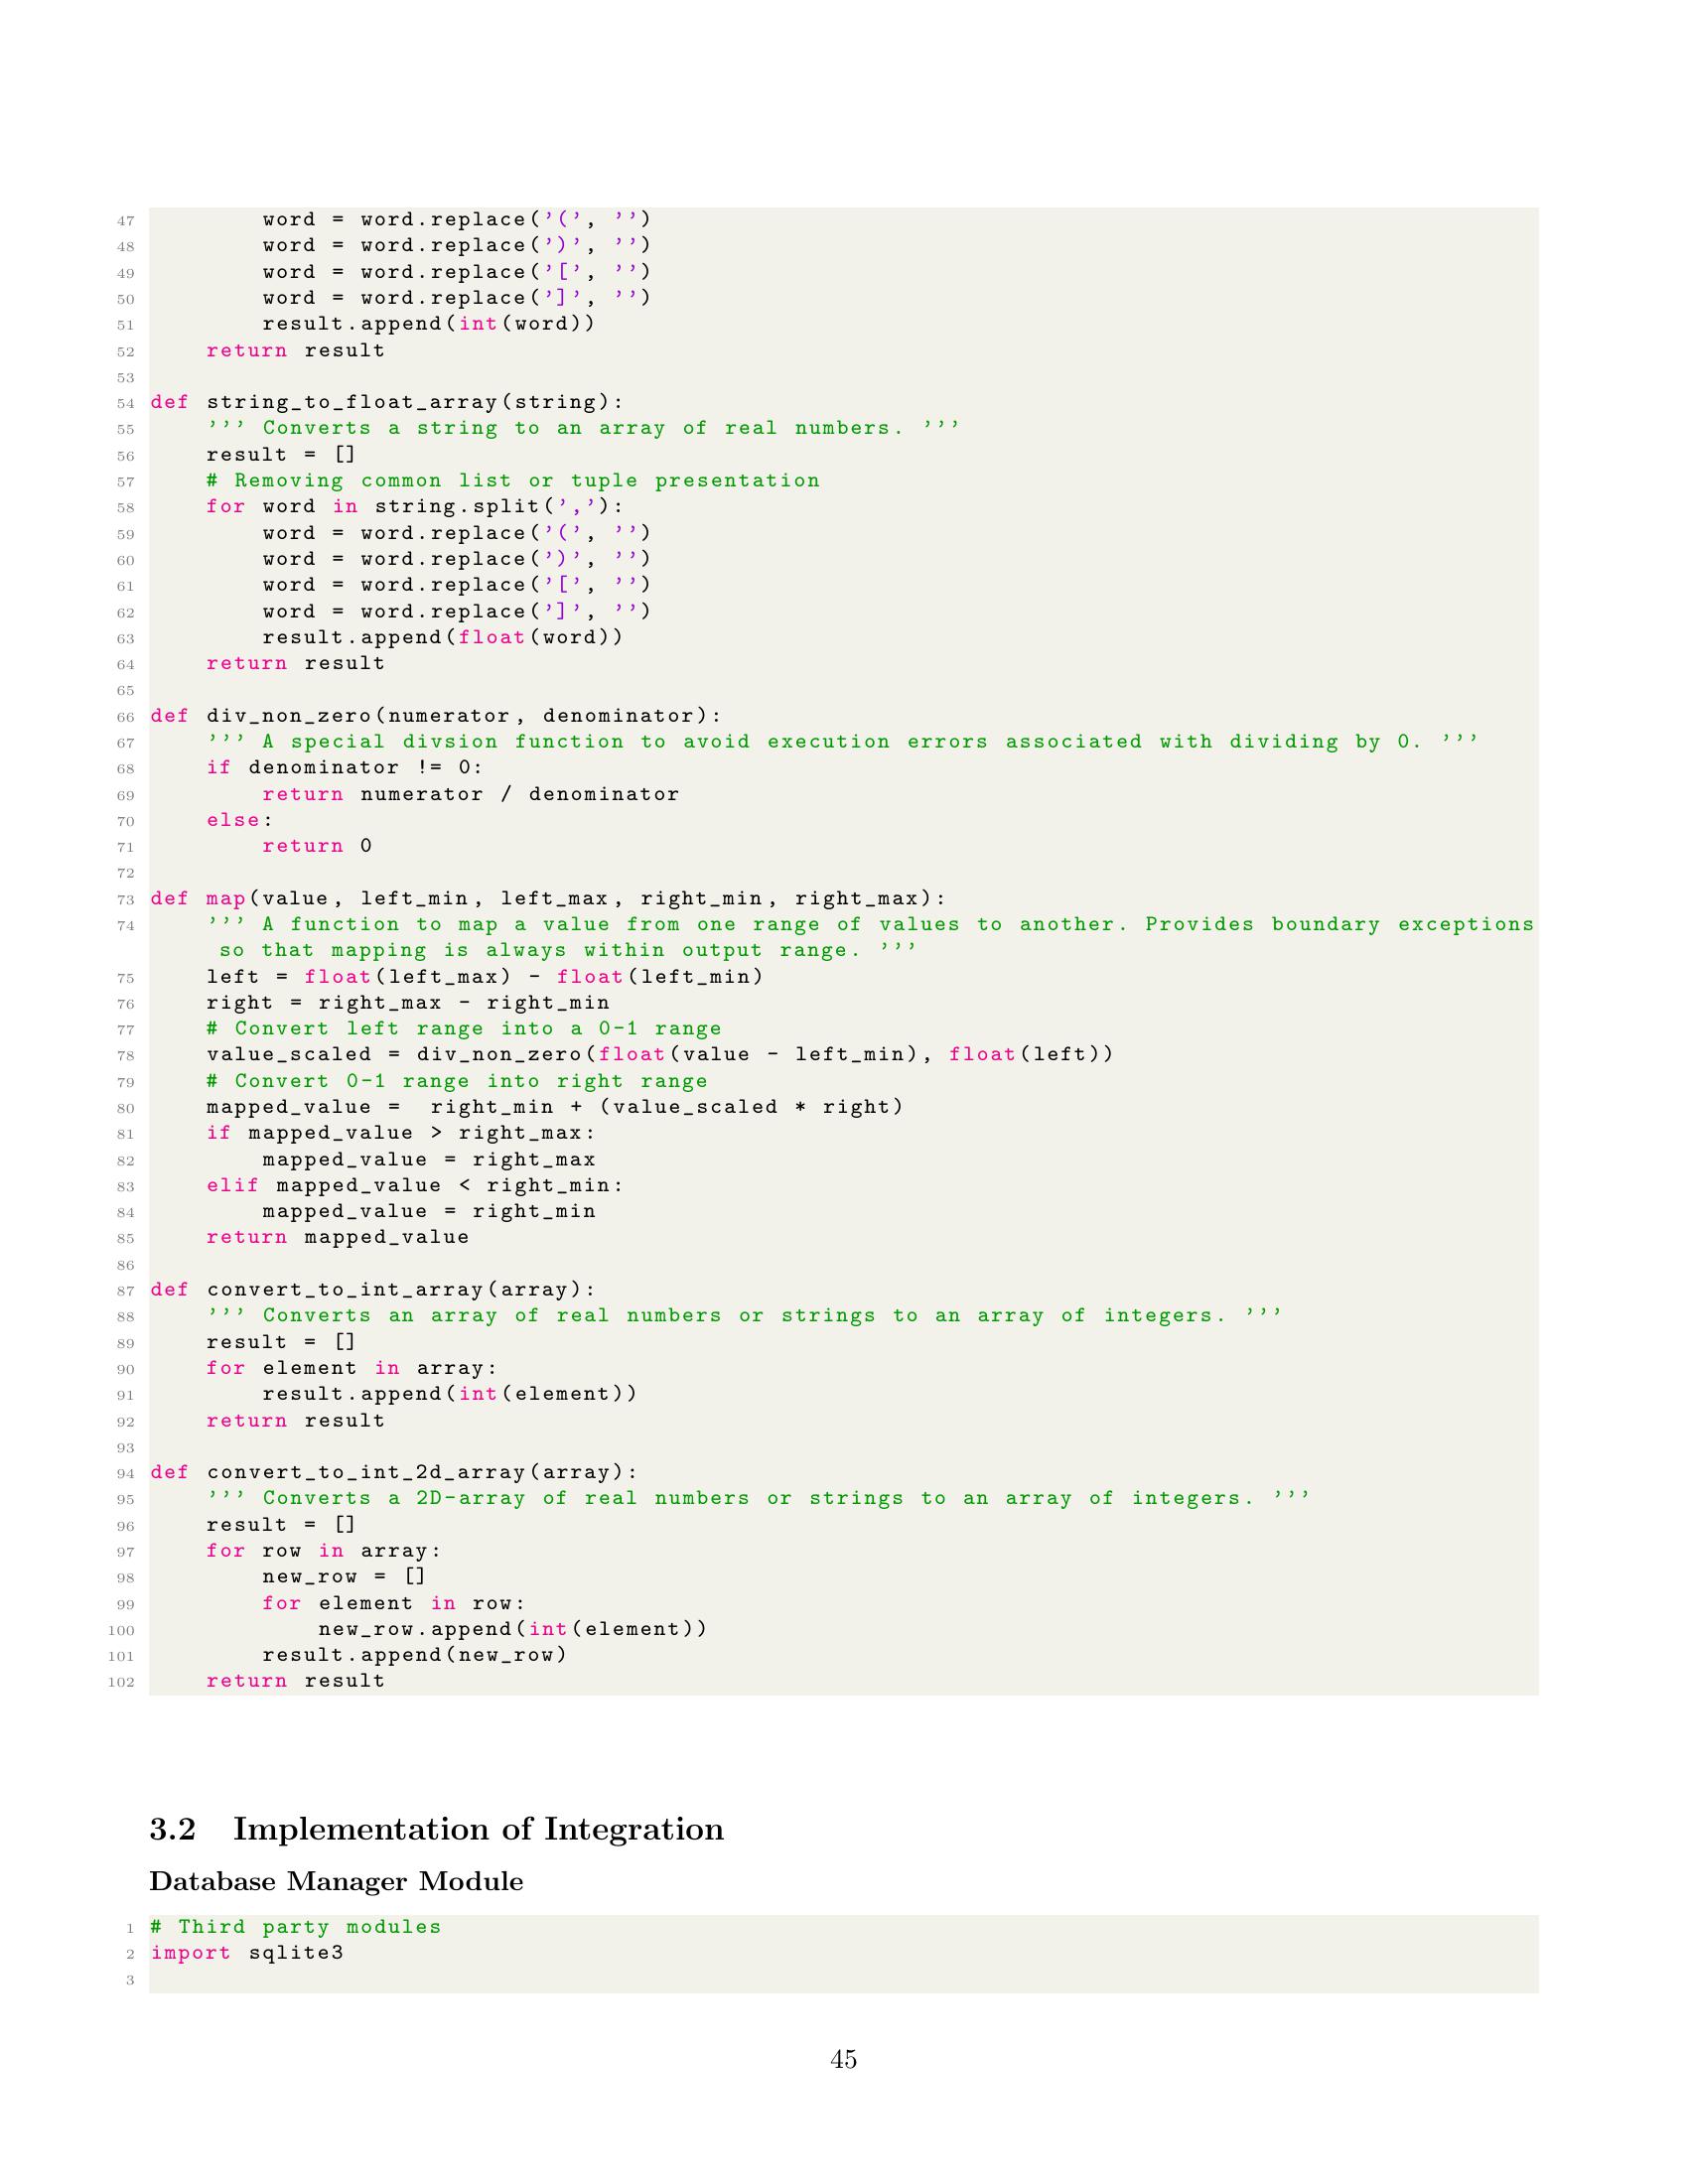 47         word = word.replace('(', '')
48         word = word.replace(')', '')
49         word = word.replace('[', '')
50         word = word.replace(']', '')
51         result.append(int(word))
52     return result
53
54 def string_to_float_array(string):
55     ''' Converts a string to an array of real numbers. '''
56     result = []
57     # Removing common list or tuple presentation
58     for word in string.split(','):
59         word = word.replace('(', '')
60         word = word.replace(')', '')
61         word = word.replace('[', '')
62         word = word.replace(']', '')
63         result.append(float(word))
64     return result
65
66 def div_non_zero(numerator, denominator):
67     ''' A special divsion function to avoid execution errors associated with dividing by 0. '''
68     if denominator != 0:
69         return numerator / denominator
70     else:
71         return 0
72
73 def map(value, left_min, left_max, right_min, right_max):
74     ''' A function to map a value from one range of values to another. Provides boundary exceptions
     so that mapping is always within output range. '''
75     left = float(left_max) - float(left_min)
76     right = right_max - right_min
77     # Convert left range into a 0-1 range
78     value_scaled = div_non_zero(float(value - left_min), float(left))
79     # Convert 0-1 range into right range
80     mapped_value =  right_min + (value_scaled * right)
81     if mapped_value > right_max:
82         mapped_value = right_max
83     elif mapped_value < right_min:
84         mapped_value = right_min
85     return mapped_value
86
87 def convert_to_int_array(array):
88     ''' Converts an array of real numbers or strings to an array of integers. '''
89     result = []
90     for element in array:
91         result.append(int(element))
92     return result
93
94 def convert_to_int_2d_array(array):
95     ''' Converts a 2D-array of real numbers or strings to an array of integers. '''
96     result = []
97     for row in array:
98         new_row = []
99         for element in row:
100             new_row.append(int(element))
101         result.append(new_row)
102     return result
3.2 Implementation of Integration
Database Manager Module
1 # Third party modules
2 import sqlite3
3
45